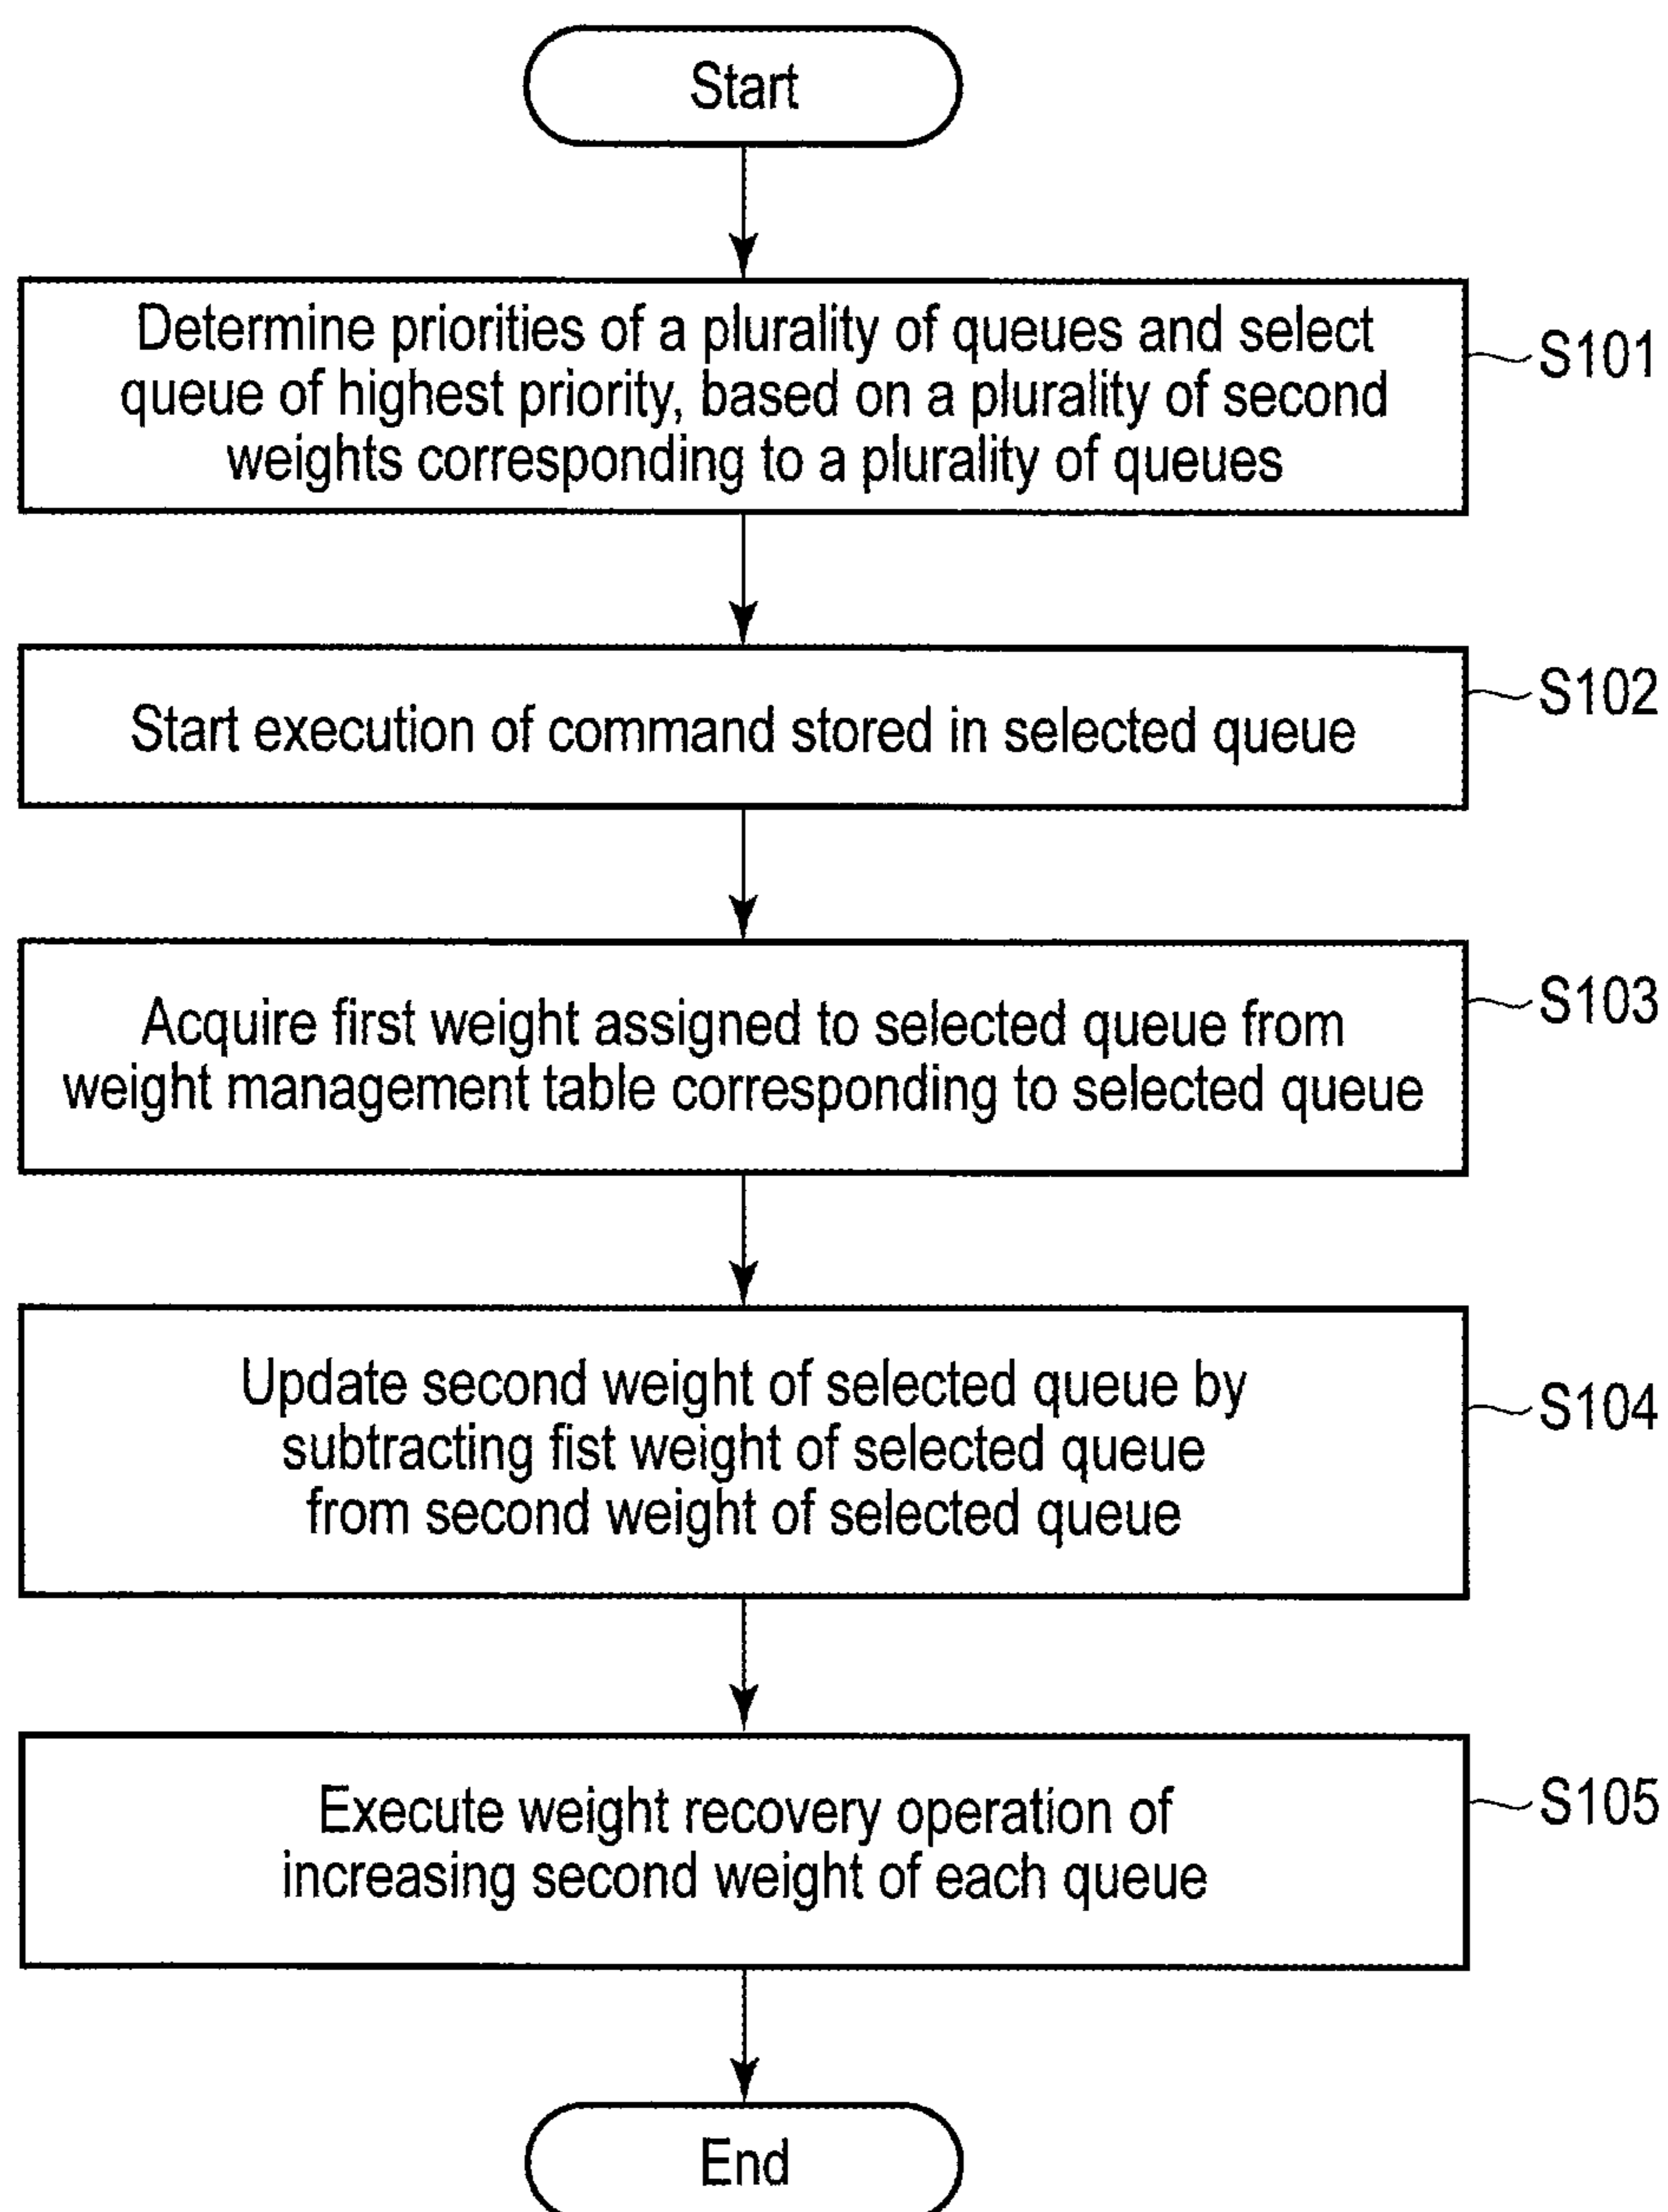 Start
Determine priorities of a plurality of queues and select
queue of highest priority, based on a plurality of second
weights corresponding to a plurality of queues
S101
Start execution of command stored in selected queue
S102
Acquire first weight assigned to selected queue from
weight management table corresponding to selected queue
S103
Update second weight of selected queue by
subtracting fist weight of selected queue
from second weight of selected queue
S104
Execute weight recovery operation of
increasing second weight of each queue
S105
End